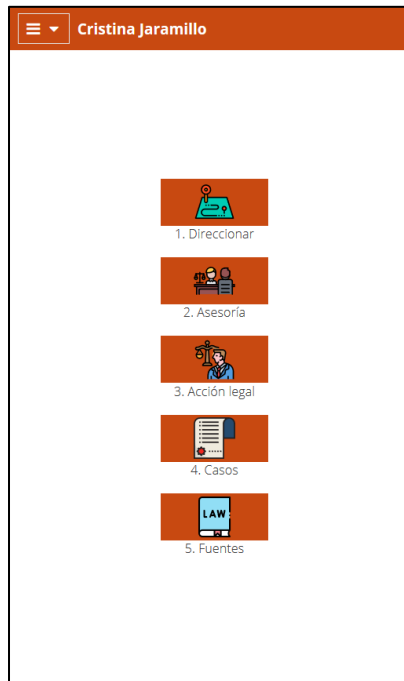 Cristina Jaramillo
1. Direccionar
2. Asesoría
3. Acción legal
4. Casos
LAW
5. Fuentes